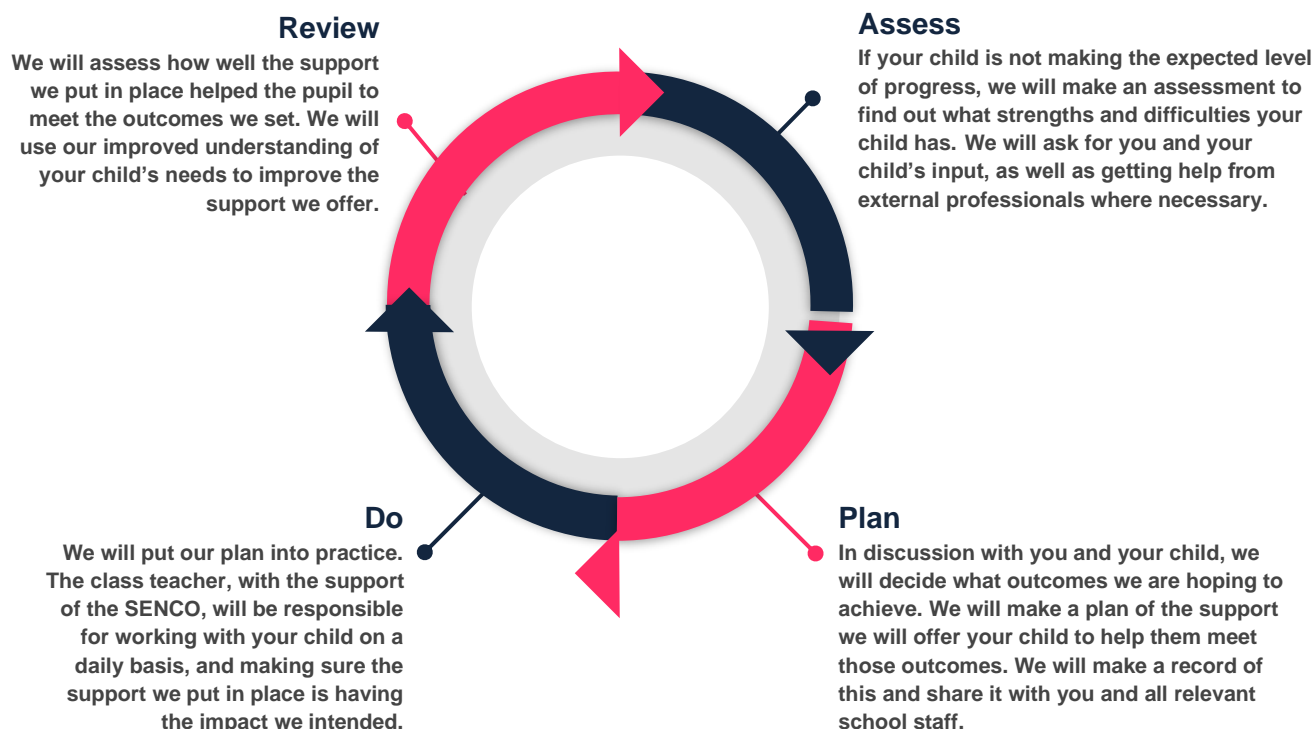 Review
We will assess how well the support
we put in place helped the pupil to
meet the outcomes we set. We will
use our improved understanding of
your child’s needs to improve the
support we offer.
Assess
If your child is not making the expected level
of progress, we will make an assessment to
find out what strengths and difficulties your
child has. We will ask for you and your
child’s input, as well as getting help from
external professionals where necessary.
Do
We will put our plan into practice.
The class teacher, with the support
of the SENCO, will be responsible
for working with your child on a
daily basis, and making sure the
support we put in place is having
the impact we intended.
Plan
In discussion with you and your child, we
will decide what outcomes we are hoping to
achieve. We will make a plan of the support
we will offer your child to help them meet
those outcomes. We will make a record of
this and share it with you and all relevant
school staff.